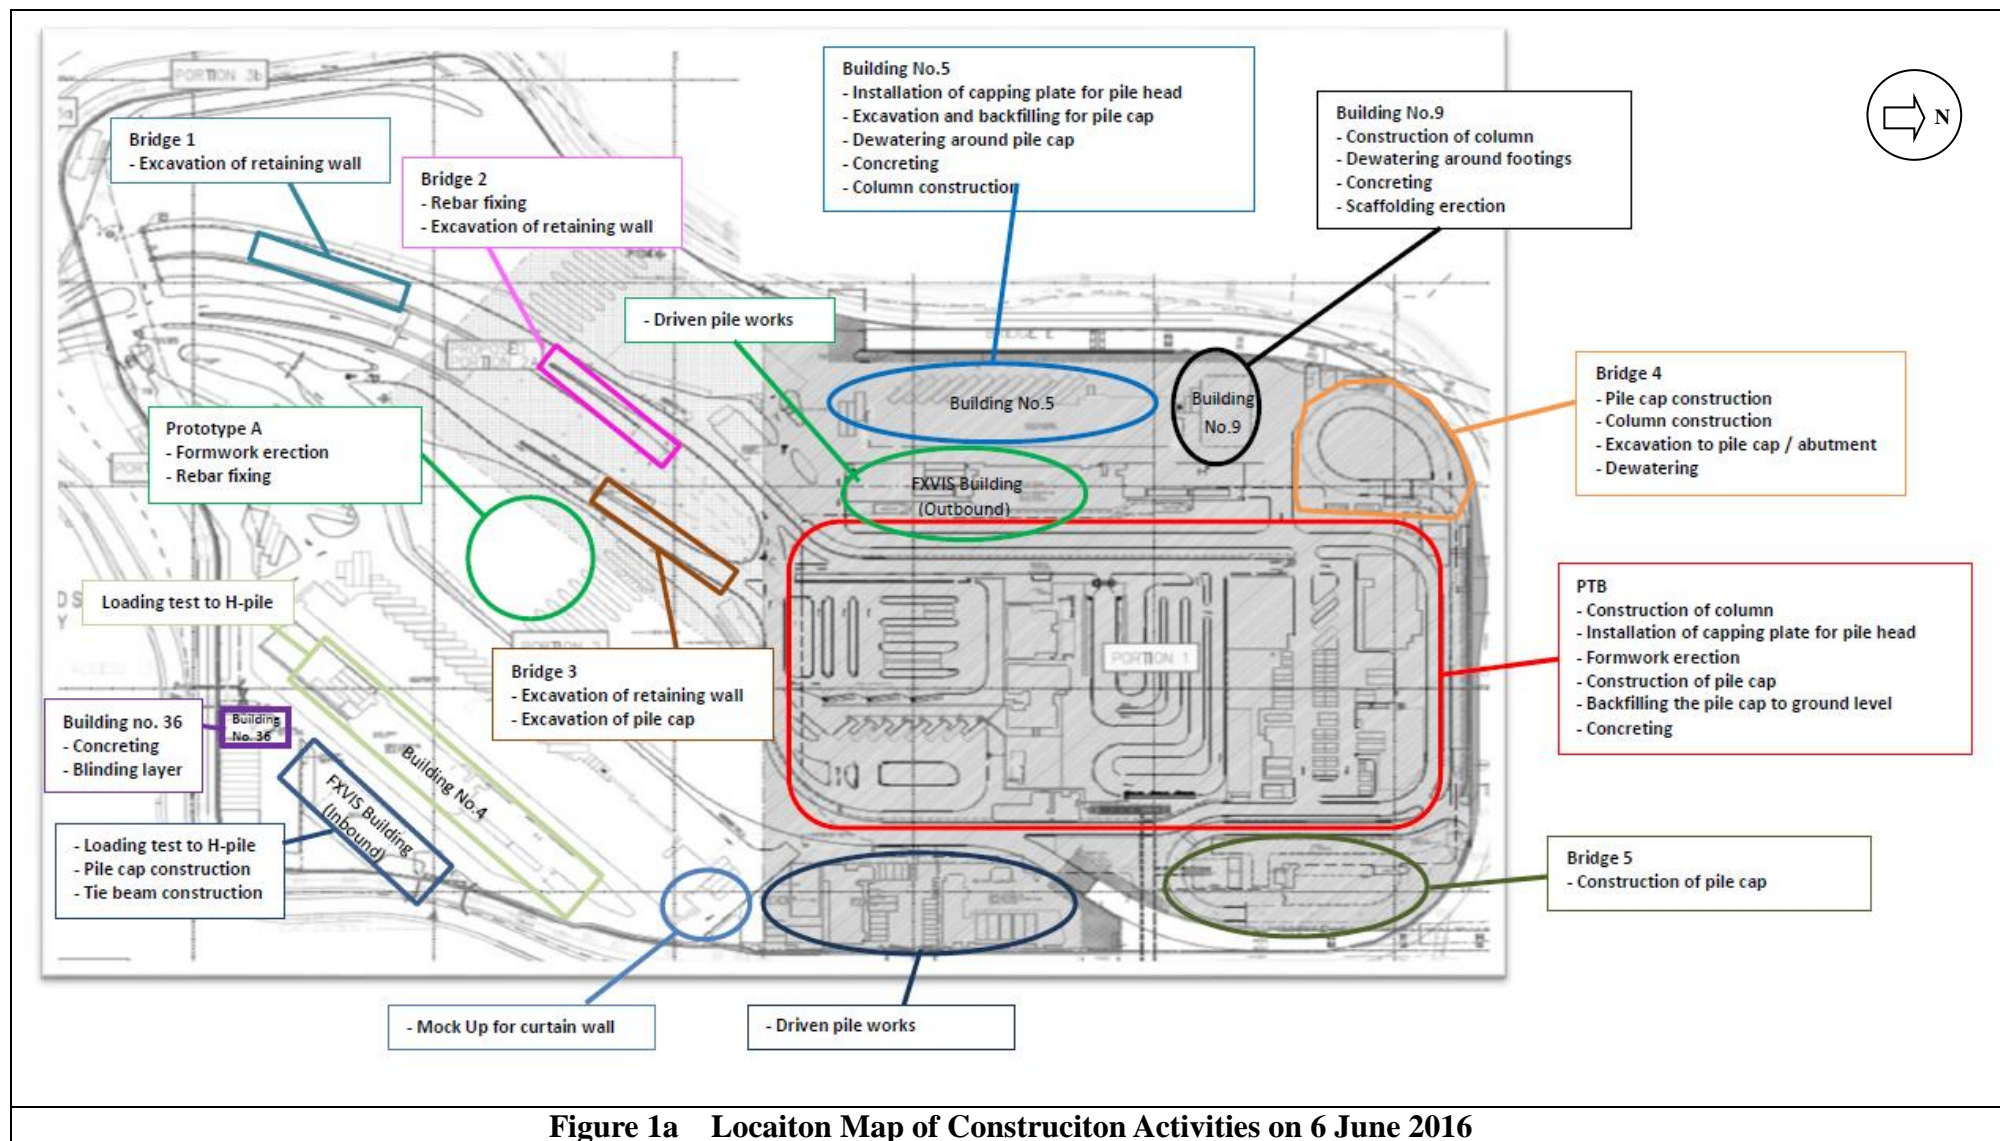 PORTION 3b
Bridge 1
- Excavation of retaining wall
Bridge 2
- Rebar fixing
- Excavation of retaining wall
Building No.5
- Installation of capping plate for pile head
- Excavation and backfilling for pile cap
- Dewatering around pile cap
- Concreting
- Column construction
Building No.9
- Construction of column
- Dewatering around footings
- Concreting
- Scaffolding erection
N
- Driven pile works
Bridge 4
- Pile cap construction
- Column construction
- Excavation to pile cap / abutment
- Dewatering
Building No.5
Building
No.9
Prototype A
- Formwork erection
- Rebar fixing
FXVIS Building
(Outbound)
Loading test to H-pile
PTB
- Construction of column
- Installation of capping plate for pile head
- Formwork erection
- Construction of pile cap
- Backfilling the pile cap to ground level
- Concreting
PORTION 1
Bridge 3
- Excavation of retaining wall
- Excavation of pile cap
Building no. 36
- Concreting
- Blinding layer
Building
No. 36
Building No.4
FXVIS Building
(Inbound)
- Loading test to H-pile
- Pile cap construction
- Tie beam construction
Bridge 5
- Construction of pile cap
- Mock Up for curtain wall
- Driven pile works
Figure 1a Locaiton Map of Construciton Activities on 6 June 2016